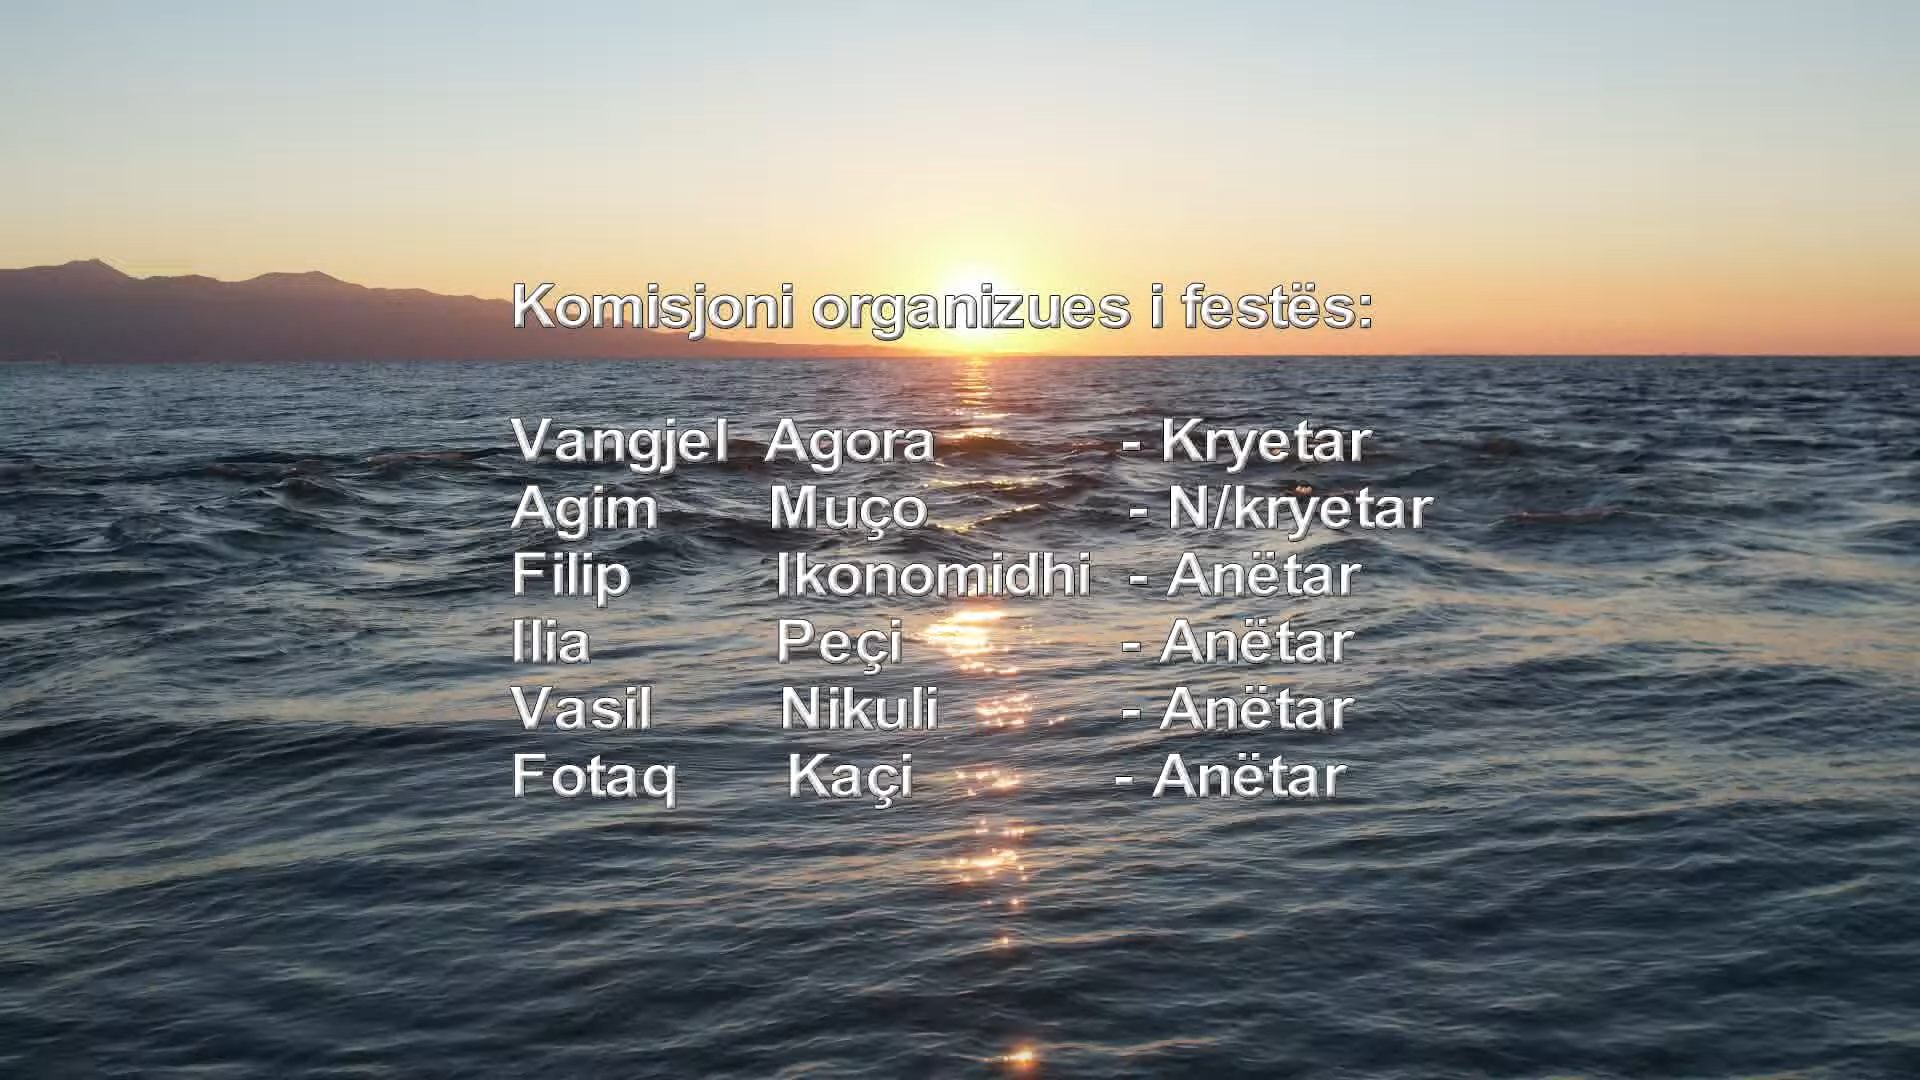 Komisjoni organizues i festës:
Vangjel Agora - Kryetar
Agim Muço - N/kryetar
Filip Ikonomidhi - Anëtar
Ilia Peçi - Anëtar
Vasil Nikuli - Anëtar
Fotaq Kaçi - Anëtar